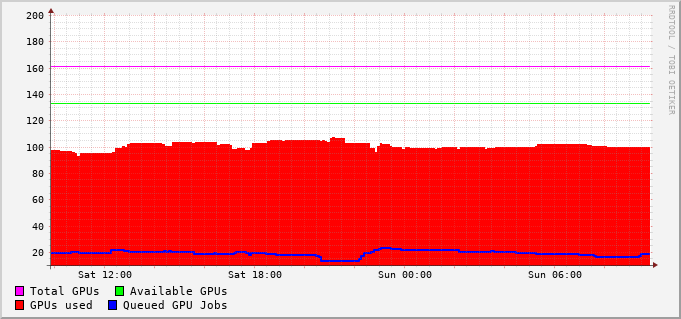 200
180
160
140
120
100
80
60
40
20
Sat 12:00 Sat 18:00 Sun 00:00 Sun 06:00
Total GPUs Available GPUs
GPUs used Queued GPU Jobs
RRDTOOL / TOBI OETIKER